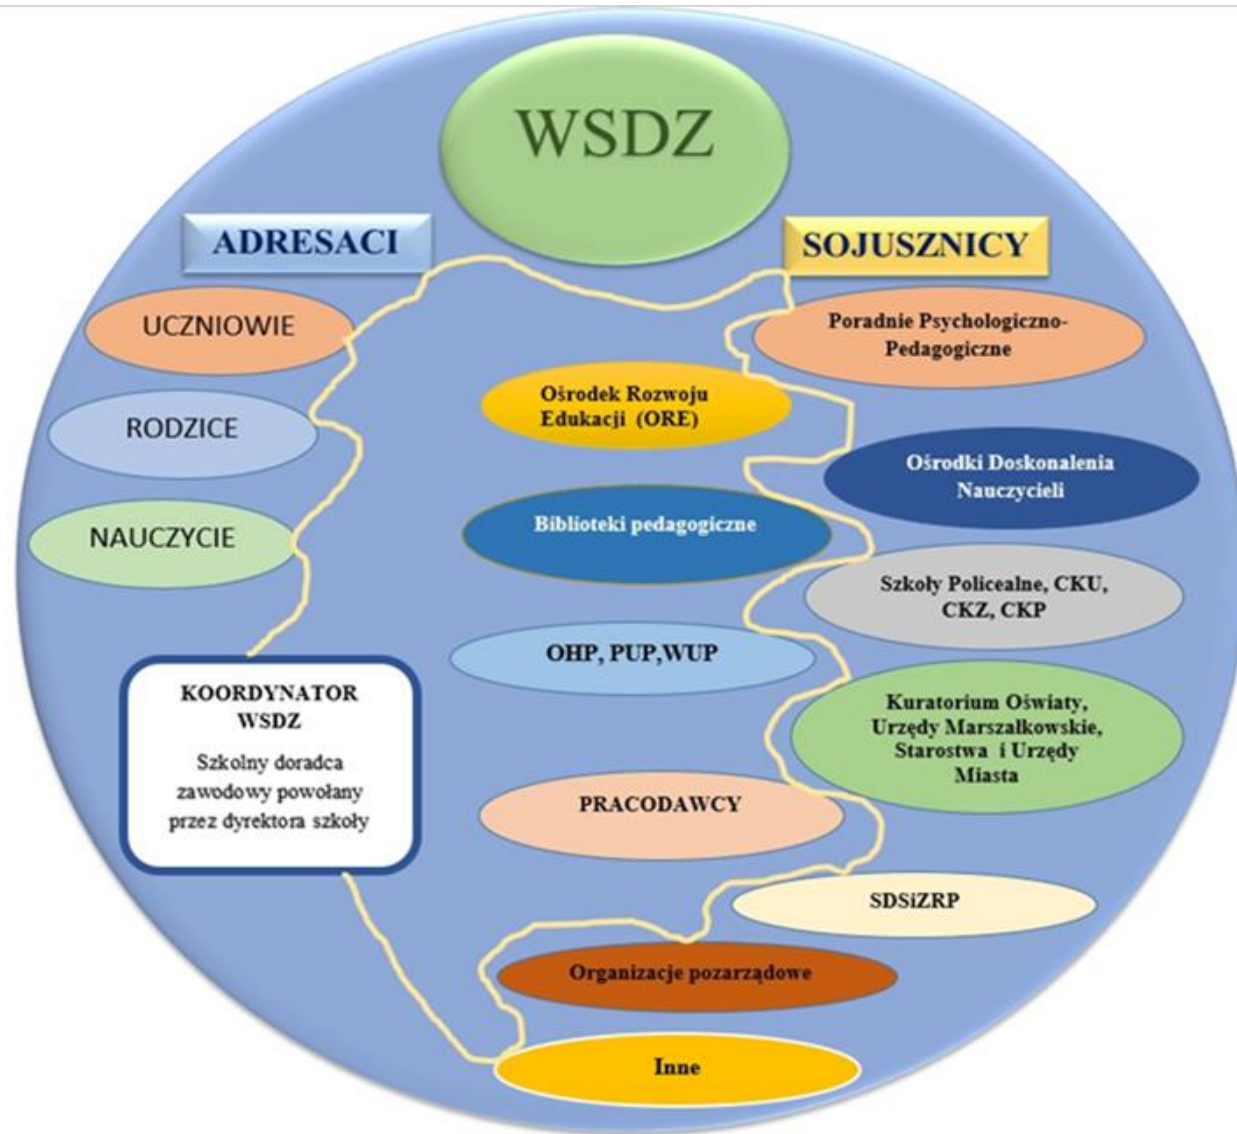 WSDZ
ADRESACI
SOJUSZNICY
UCZNIOWIE
RODZICE
NAUCZYCIE
KOORDYNATOR
WSDZ
Szkolny doradca
zawodowy powołany
przez dyrektora szkoły
Poradnie Psychologiczno-
Pedagogiczne
Ośrodek Rozwoju
Edukacji (ORE)
Ośrodki Doskonalenia
Nauczycieli
Biblioteki pedagogiczne
Szkoły Policealne, CKU,
CKZ, CKP
OHP, PUP,WUP
Kuratorium Oświaty,
Urzędy Marszałkowskie,
Starostwa i Urzędy
Miasta
PRACODAWCY
SDSiZRP
Organizacje pozarządowe
Inne